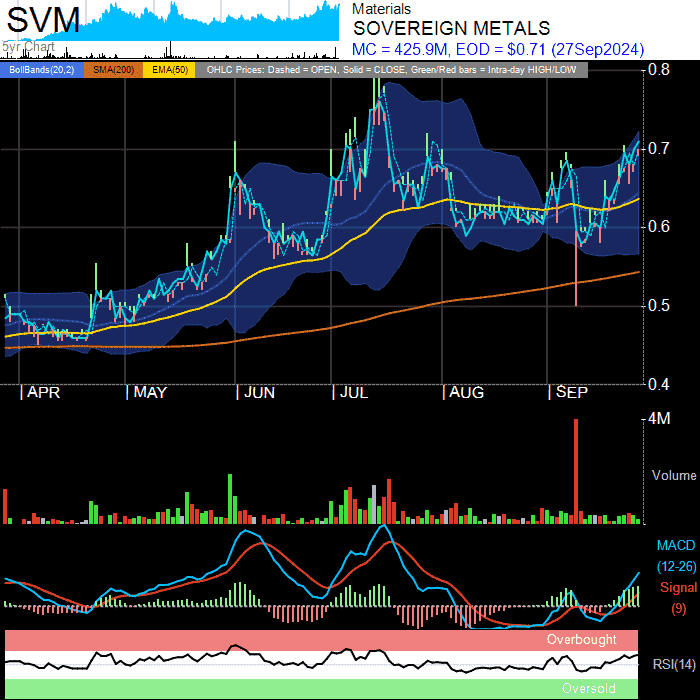 SVM
5yr Chart
Materials
SOVEREIGN METALS
MC = 425.9M, EOD = $0.71 (27Sep2024)
BollBands(20,2) SMA(200) EMA(50) OHLC Prices: Dashed = OPEN, Solid = CLOSE, Green/Red bars = Intra-day HIGH/LOW
0.8
0.7
0.6
0.5
0.4
APR MAY JUN JUL AUG SEP
4M
Volume
MACD
(12-26)
Signal
(9)
Overbought
RSI(14)
Oversold